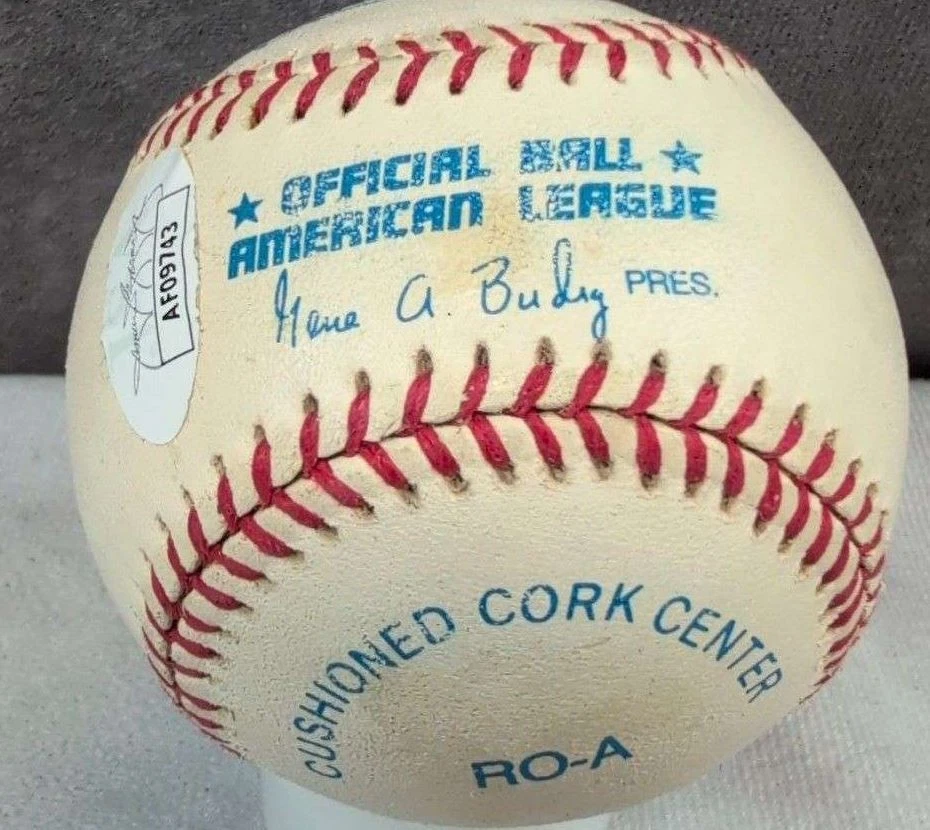 ★ OFFICIAL BALL ★
AMERICAN LEAGUE
Gene A Budig PRES.
AF09743
CUSHIONED CORK CENTER
RO-A